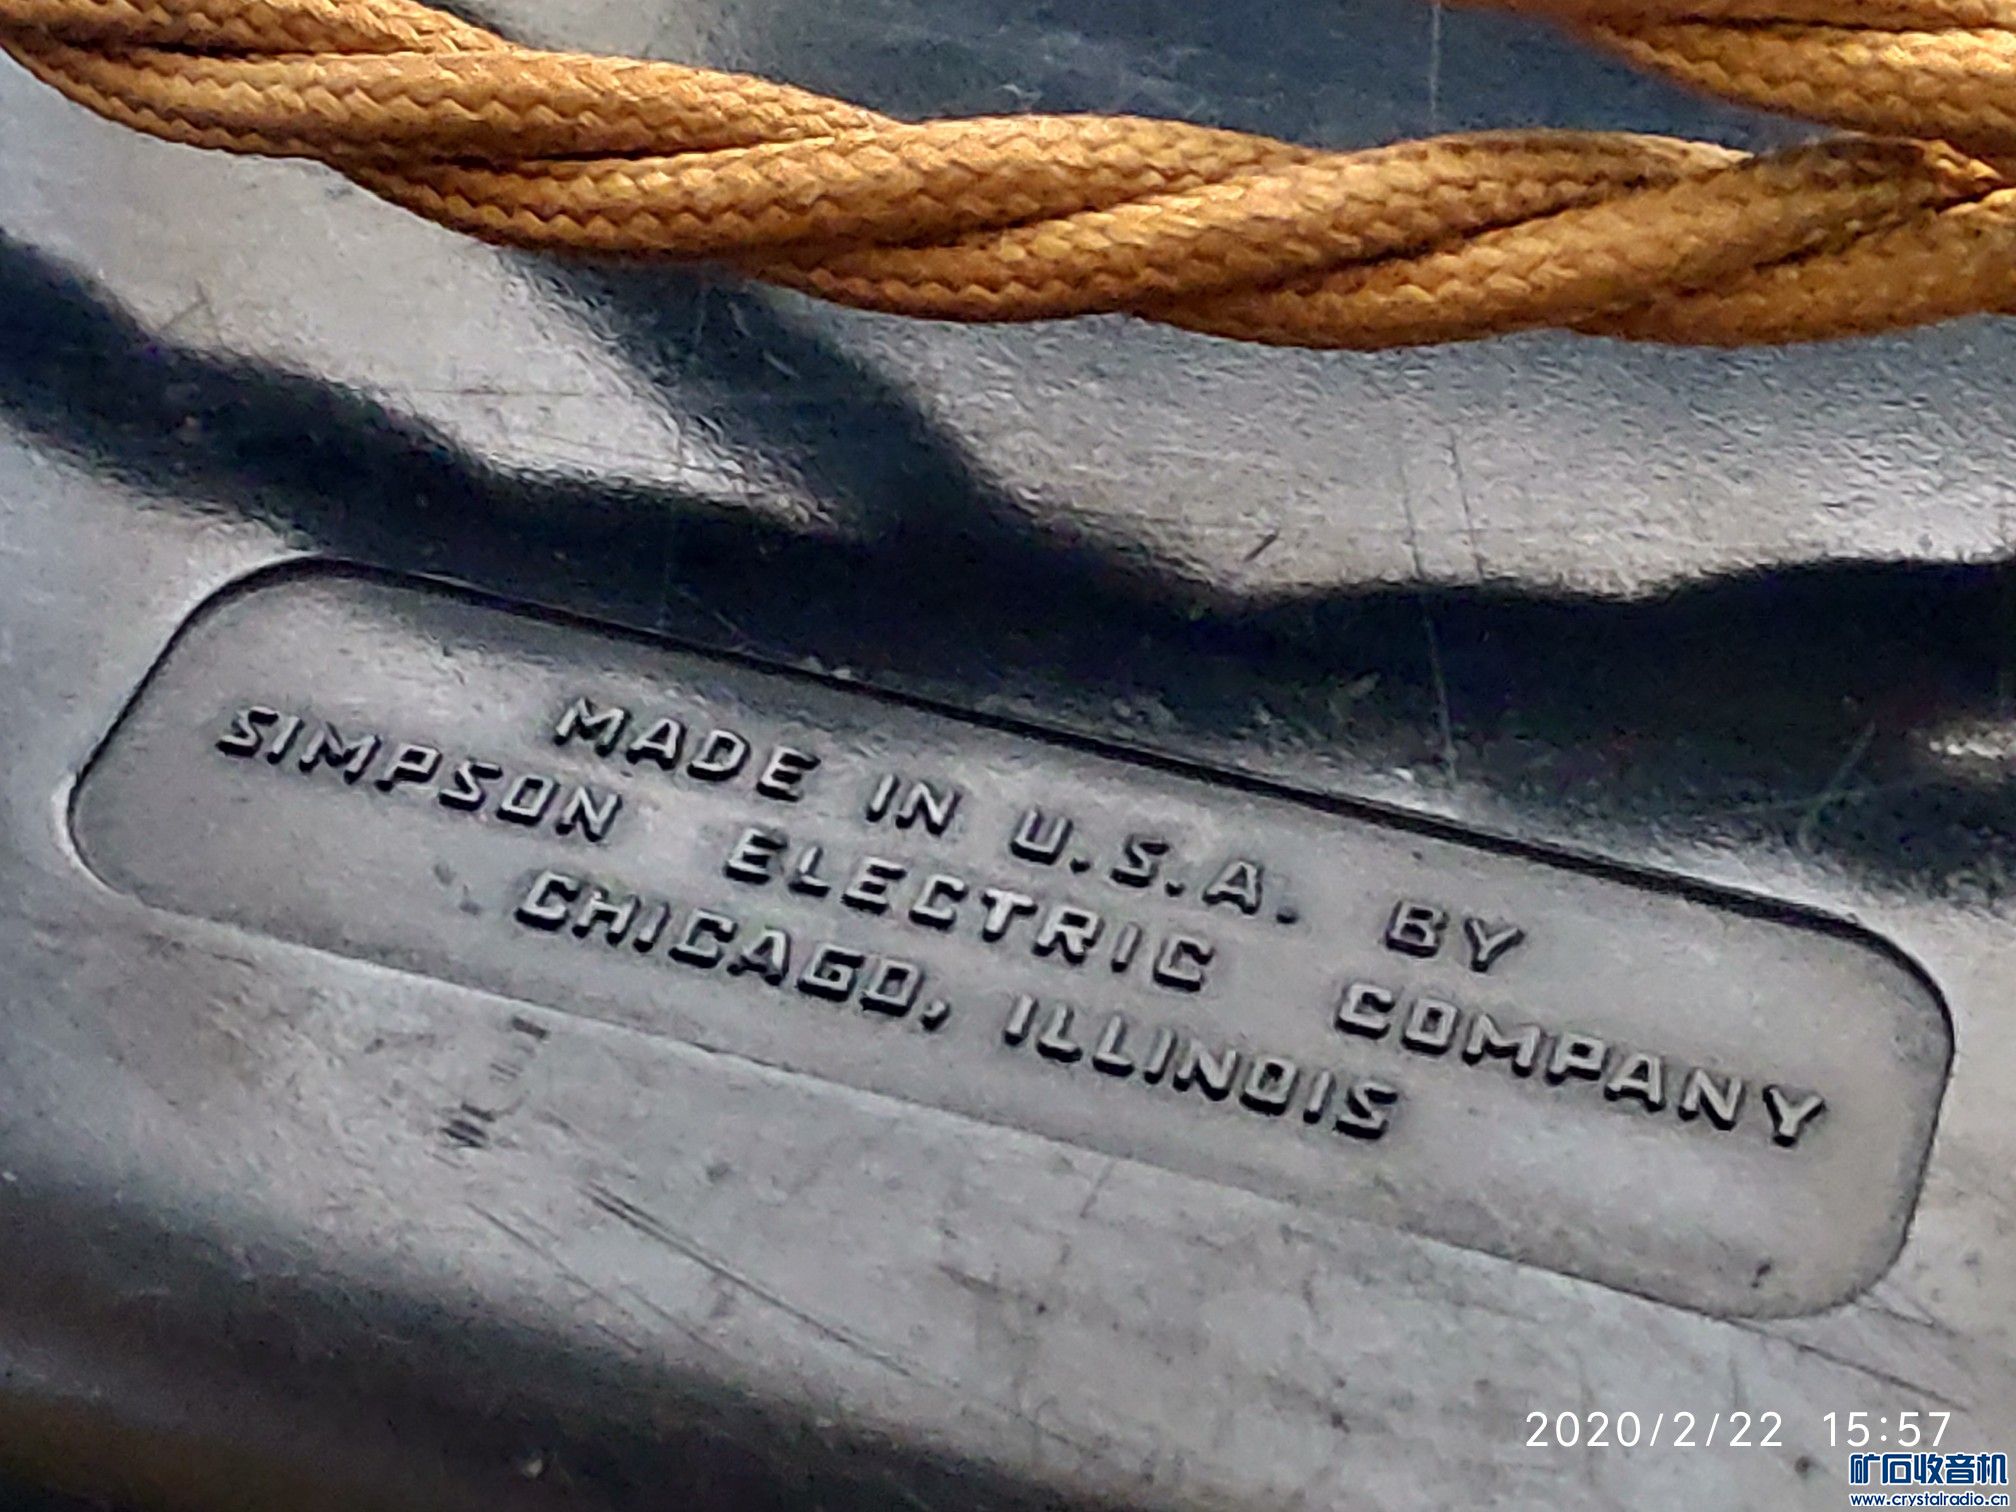 MADE IN U.S.A. BY
SIMPSON ELECTRIC COMPANY
CHICAGO, ILLINOIS
2020/2/22 15:57
矿石收音机
www.crystalradio.cn